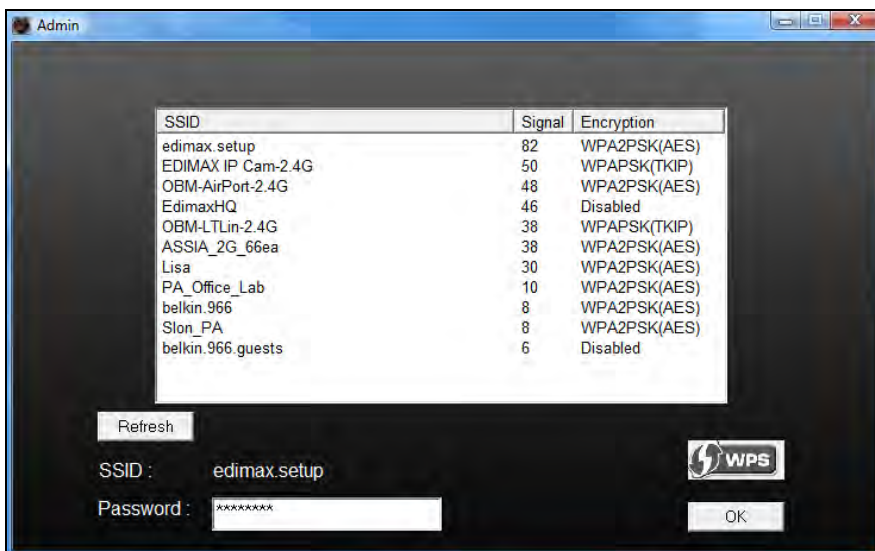 Admin
SSID Signal Encryption
edimax.setup 82 WPA2PSK(AES)
EDIMAX IP Cam-2.4G 50 WPAPSK(TKIP)
OBM-AirPort-2.4G 48 WPA2PSK(AES)
EdimaxHQ 46 Disabled
OBM-LTLin-2.4G 38 WPAPSK(TKIP)
ASSIA_2G_66ea 38 WPAPSK(AES)
Lisa 30 WPA2PSK(AES)
PA_Office_Lab 10 WPA2PSK(AES)
belkin.966 8 WPA2PSK(AES)
Slon_PA 8 WPA2PSK(AES)
belkin.966.guests 6 Disabled
Refresh
SSID : edimax.setup
WPS
Password : ********
OK